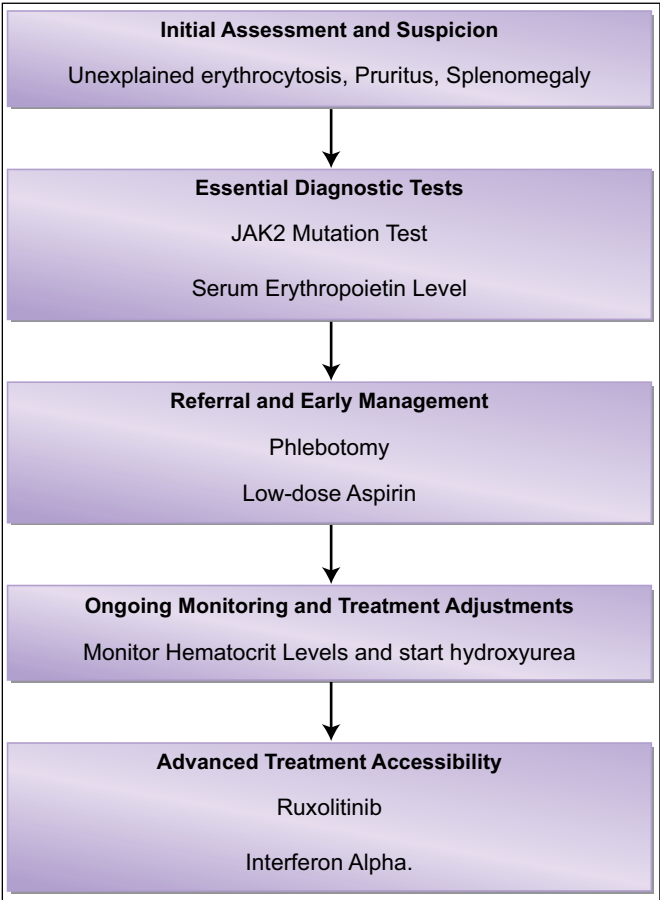 Initial Assessment and Suspicion
Unexplained erythrocytosis, Pruritus, Splenomegaly
Essential Diagnostic Tests
JAK2 Mutation Test
Serum Erythropoietin Level
Referral and Early Management
Phlebotomy
Low-dose Aspirin
Ongoing Monitoring and Treatment Adjustments
Monitor Hematocrit Levels and start hydroxyurea
Advanced Treatment Accessibility
Ruxolitinib
Interferon Alpha.